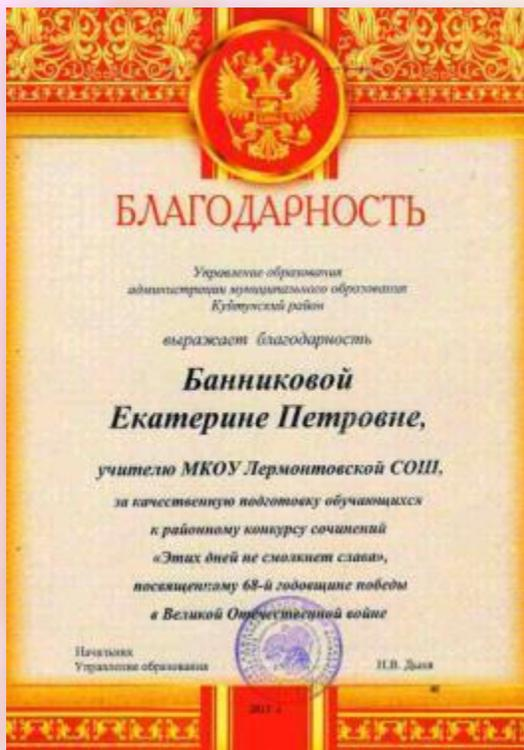 БЛАГОДАРНОСТЬ
Управление образования
администрации муниципального образования
Куйтунский район
выражает благодарность
Банниковой
Екатерине Петровне,
учителю МКОУ Лермонтовской СОШ,
за качественную подготовку обучающихся
к районному конкурсу сочинений
«Этих дней не смолкнет слава»,
посвященному 68-й годовщине победы
в Великой Отечественной войне
Начальник
Управления образования
Н.В.